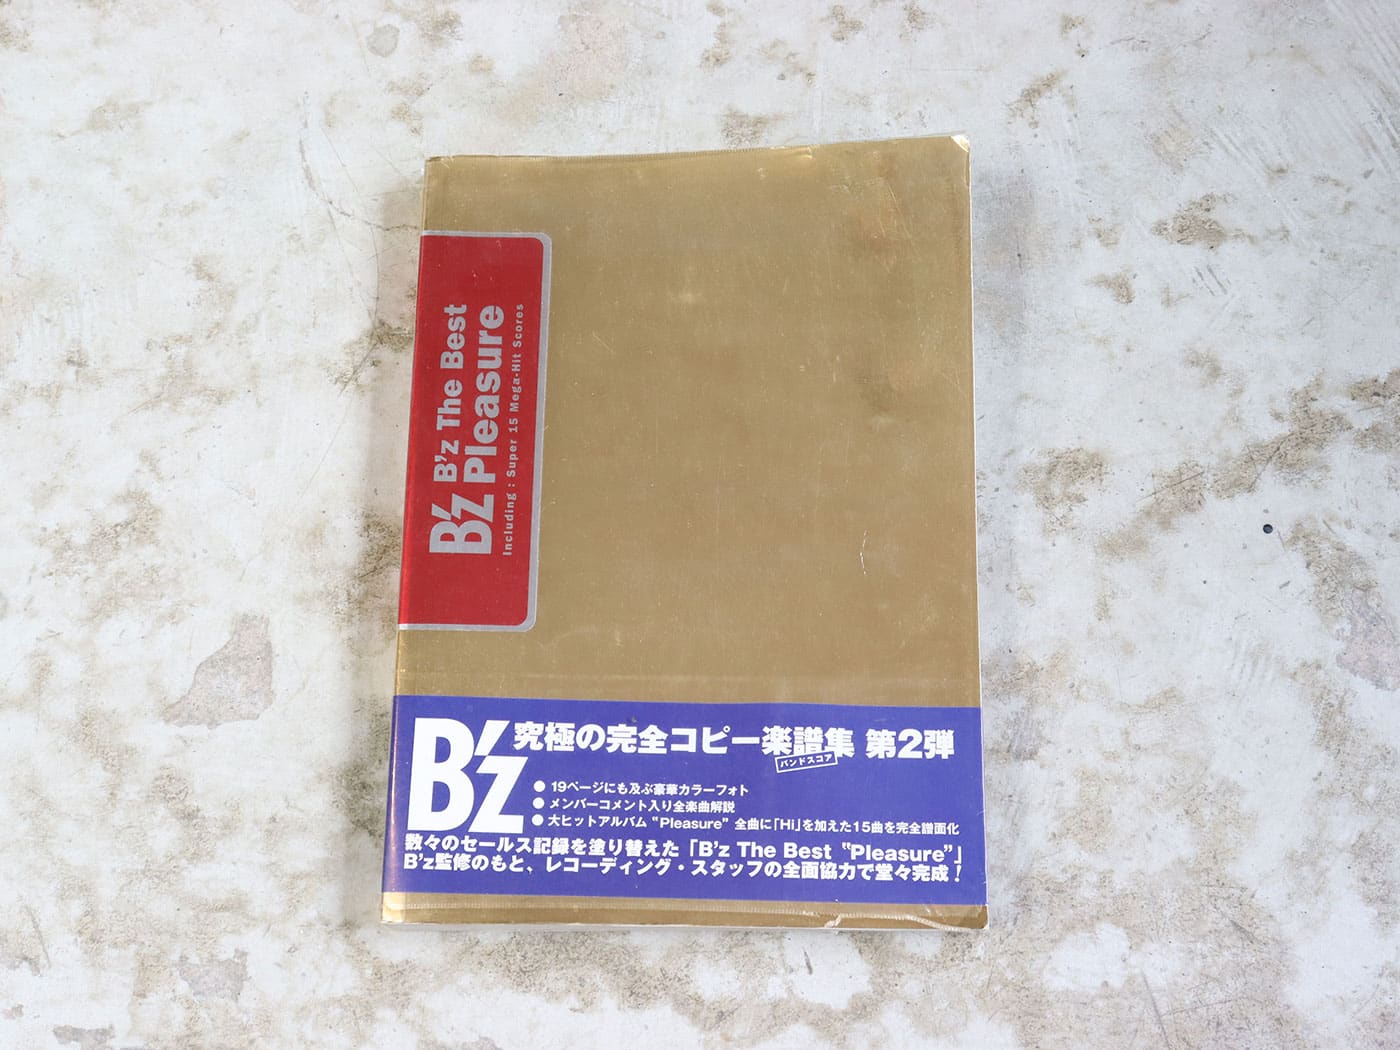 B'z The Best
B'z Pleasure
Including : Super 15 Mega-Hit Scores
B'z
究極の完全コピー楽譜集 第2弾
バンドスコア
● 19ページにも及ぶ豪華カラーフォト
● メンバーコメント入り全楽曲解説
● 大ヒットアルバム “Pleasure” 全曲に「Hi」を加えた15曲を完全譜面化
数々のセールス記録を塗り替えた「B'z The Best “Pleasure”」
B'z監修のもと、レコーディング・スタッフの全面協力で堂々完成！